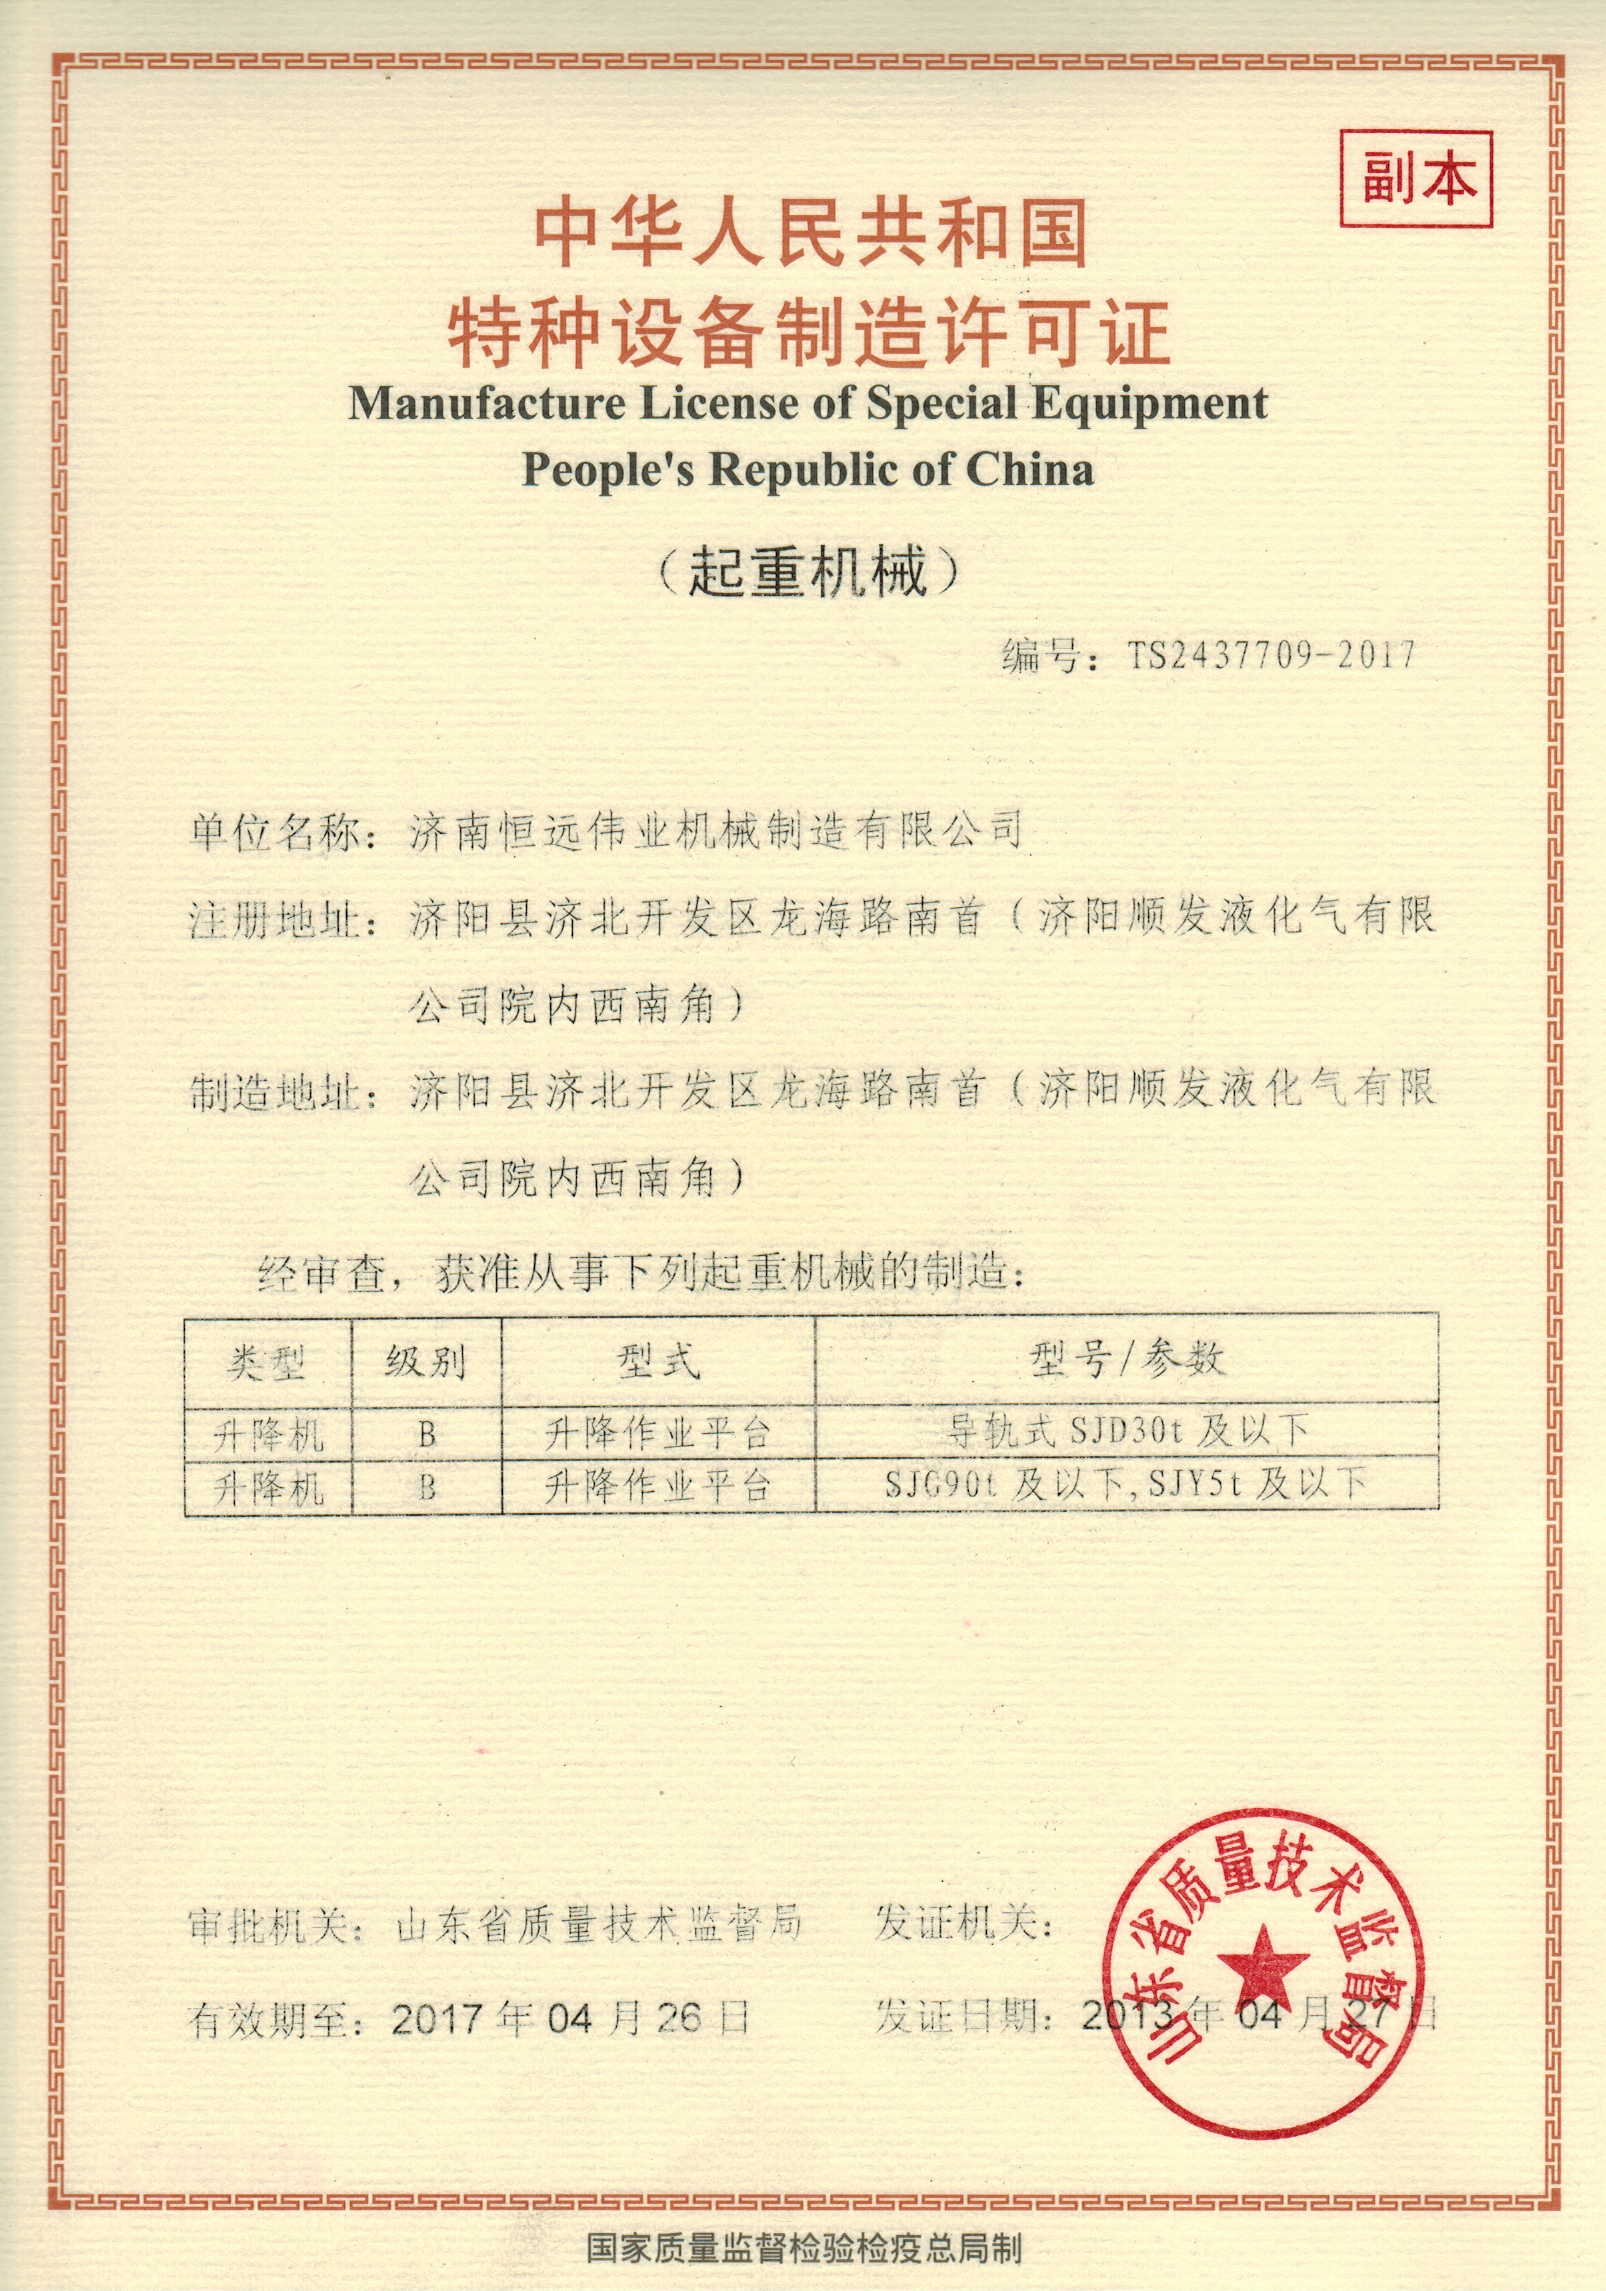 副本
中华人民共和国
特种设备制造许可证
Manufacture License of Special Equipment
People's Republic of China
（起重机械）
编号：TS2437709-2017
单位名称：济南恒远伟业机械制造有限公司
注册地址：济阳县济北开发区龙海路南首（济阳顺发液化气有限
公司院内西南角）
制造地址：济阳县济北开发区龙海路南首（济阳顺发液化气有限
公司院内西南角）
经审查，获准从事下列起重机械的制造：
类型 级别 型式 型号/参数
升降机 B 升降作业平台 导轨式 SJD30t 及以下
升降机 B 升降作业平台 SJG90t 及以下,SJY5t 及以下
审批机关：山东省质量技术监督局 发证机关：
有效期至：2017 年 04 月 26 日 发证日期：2013 年 04 月 27 日
山东省质量技术监督局
国家质量监督检验检疫总局制